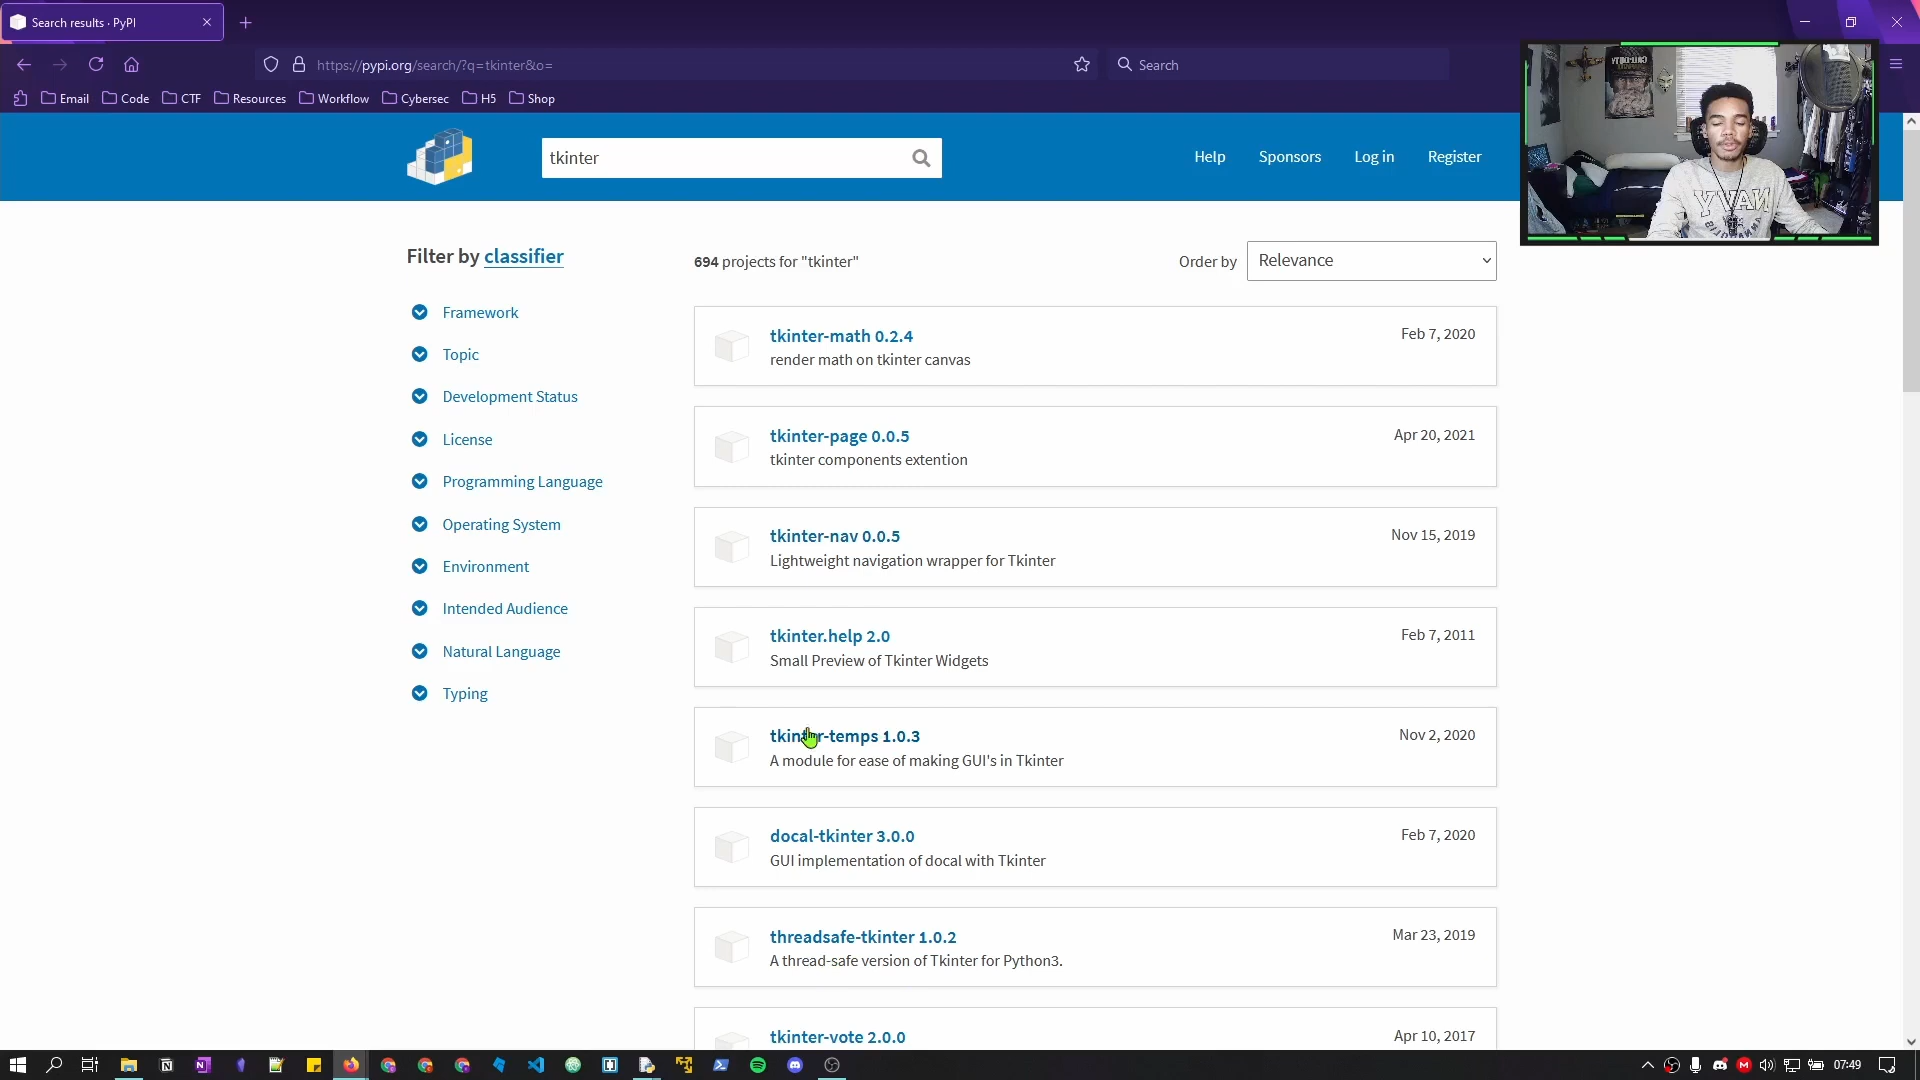 Search results · PyPI
https://pypi.org/search/?q=tkinter&o=
Search
Email
Code
CTF
Resources
Workflow
Cybersec
H5
Shop
tkinter
Help
Sponsors
Log in
Register
NAVY
Filter by classifier
694 projects for "tkinter"
Order by
Relevance
Framework
Topic
Development Status
License
Programming Language
Operating System
Environment
Intended Audience
Natural Language
Typing
tkinter-math 0.2.4
Feb 7, 2020
render math on tkinter canvas
tkinter-page 0.0.5
Apr 20, 2021
tkinter components extention
tkinter-nav 0.0.5
Nov 15, 2019
Lightweight navigation wrapper for Tkinter
tkinter.help 2.0
Feb 7, 2011
Small Preview of Tkinter Widgets
tkinter-temps 1.0.3
Nov 2, 2020
A module for ease of making GUI's in Tkinter
docal-tkinter 3.0.0
Feb 7, 2020
GUI implementation of docal with Tkinter
threadsafe-tkinter 1.0.2
Mar 23, 2019
A thread-safe version of Tkinter for Python3.
tkinter-vote 2.0.0
Apr 10, 2017
07:49